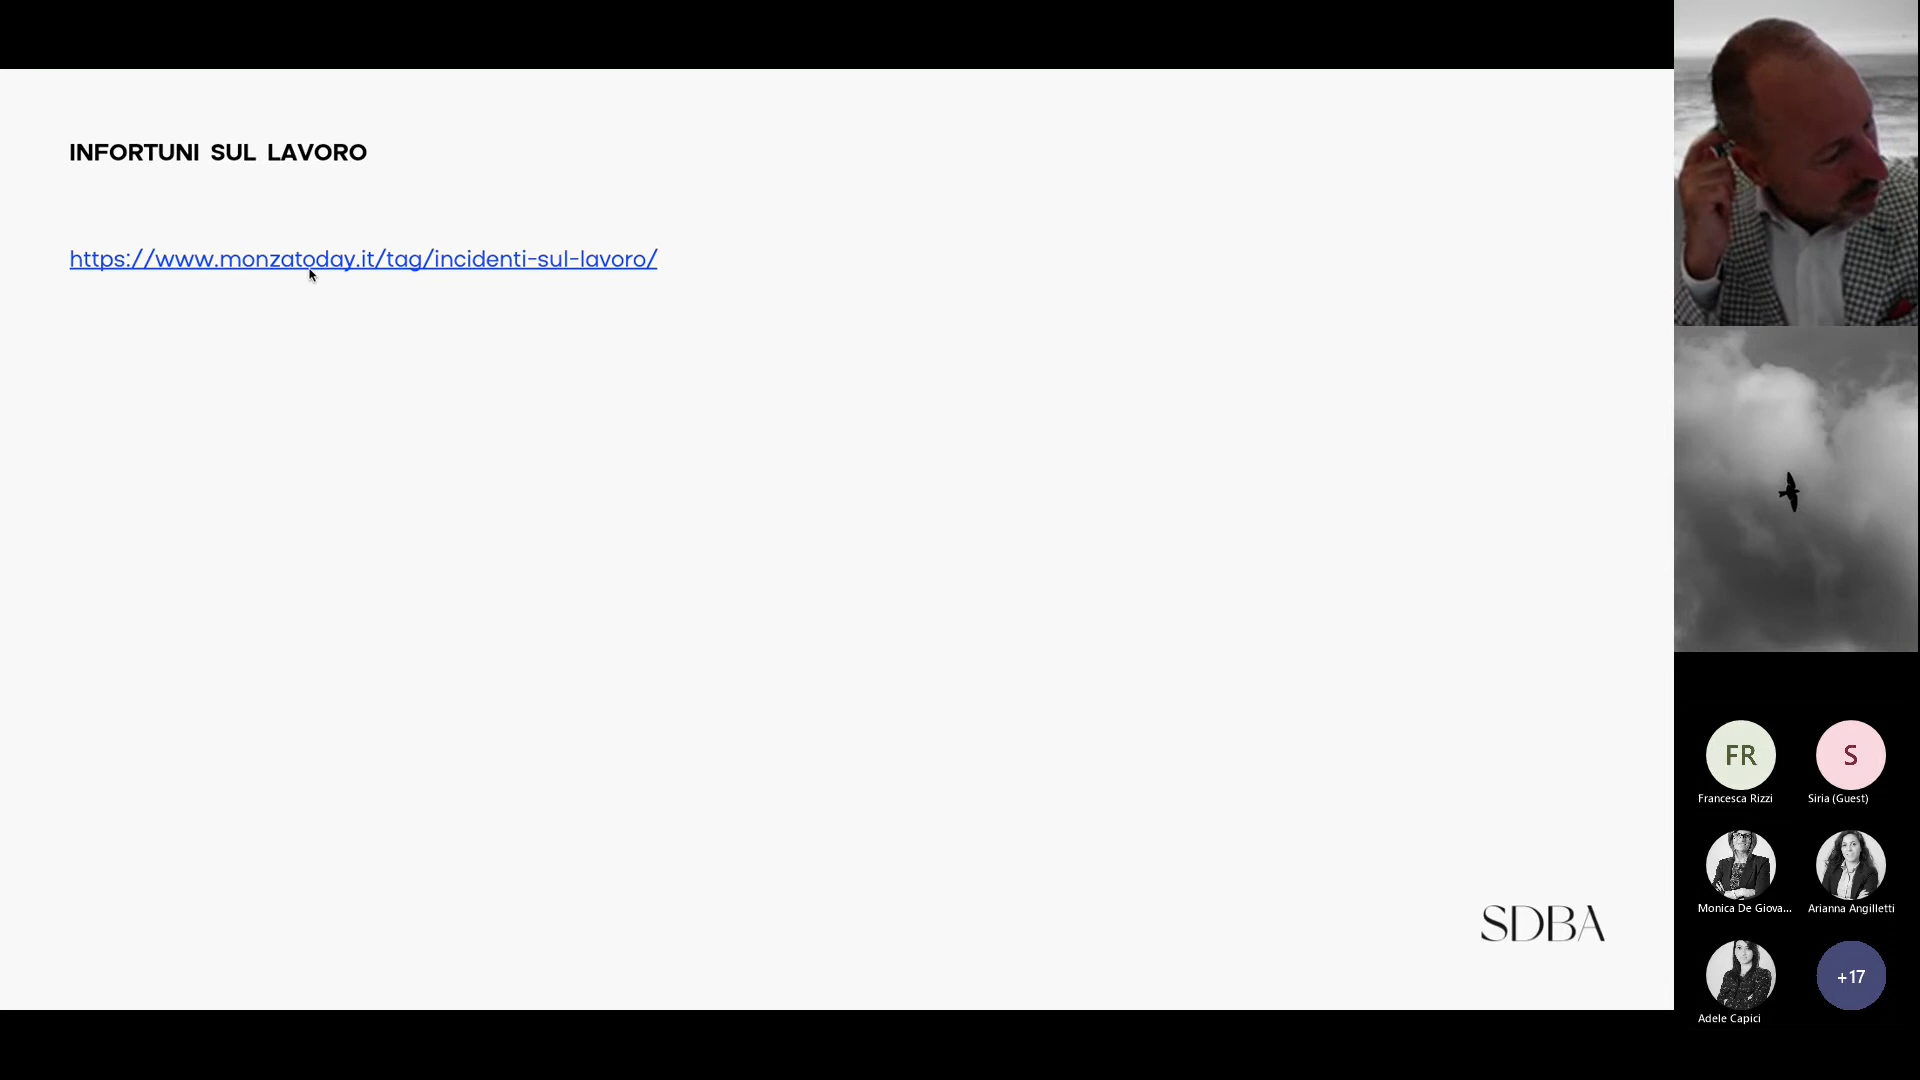 INFORTUNI SUL LAVORO
https://www.monzatoday.it/tag/incidenti-sul-lavoro/
SDBA
FR
S
Francesca Rizzi
Siria (Guest)
Monica De Giova...
Arianna Angilletti
Adele Capici
+17